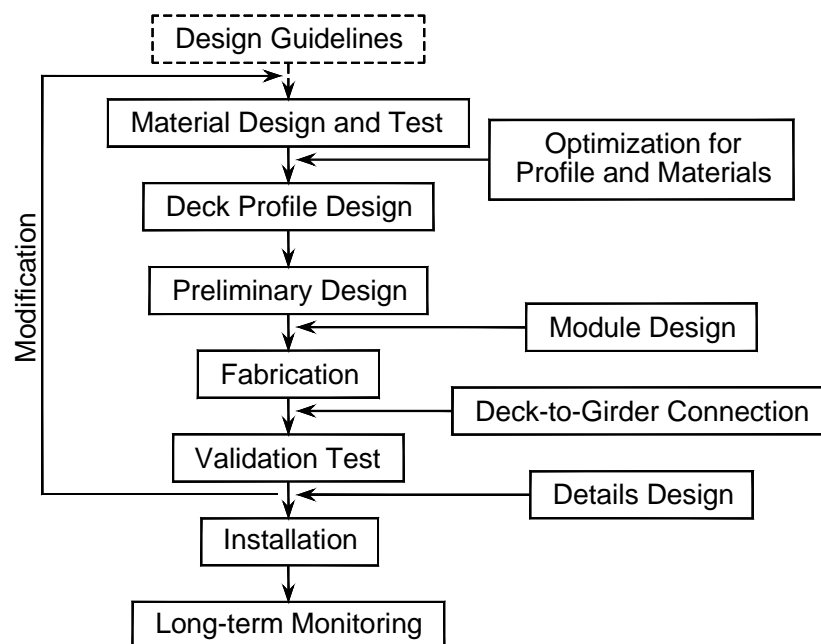 Design Guidelines
Material Design and Test
Optimization for
Profile and Materials
Deck Profile Design
Preliminary Design
Module Design
Modification
Fabrication
Deck-to-Girder Connection
Validation Test
Details Design
Installation
Long-term Monitoring